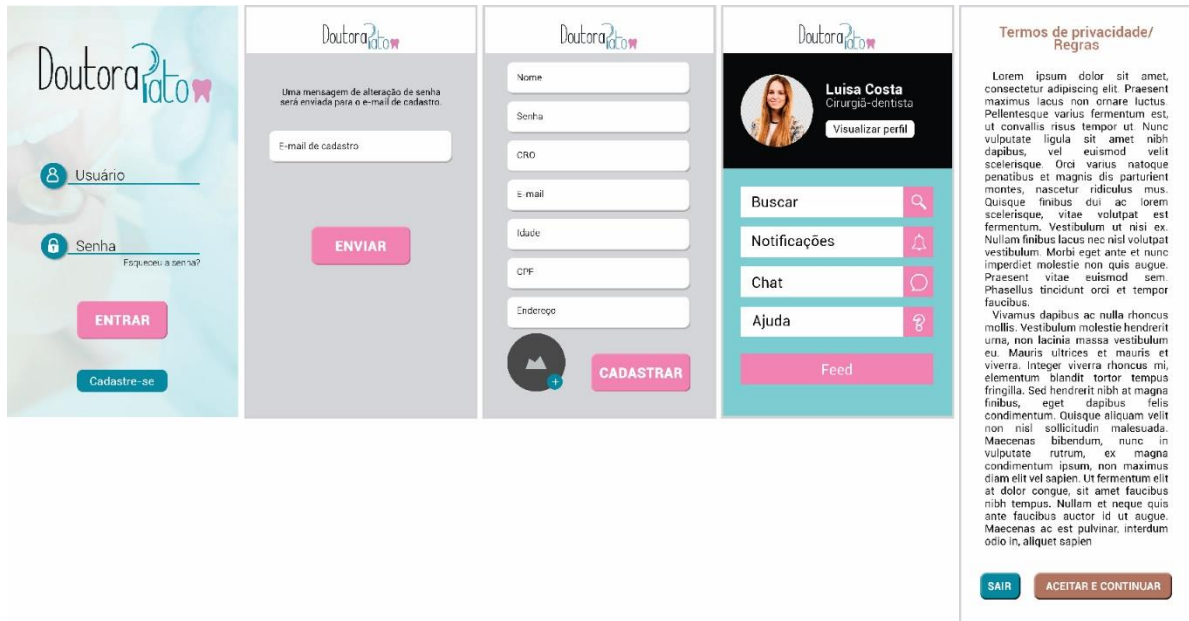 Doutora Pato
Usuário
Senha
Esqueceu a senha?
ENTRAR
Cadastre-se
Doutora Pato
Uma mensagem de alteração de senha
será enviada para o e-mail de cadastro.
E-mail de cadastro
ENVIAR
Doutora Pato
Nome
Senha
CRO
E-mail
Idade
CPF
Endereço
CADASTRAR
Doutora Pato
Luisa Costa
Cirurgiã-dentista
Visualizar perfil
Buscar
Notificações
Chat
Ajuda
Feed
Termos de privacidade/
Regras
Lorem ipsum dolor sit amet,
consectetur adipiscing elit. Praesent
maximus lacus non ornare luctus.
Pellentesque varius fermentum est,
ut convallis risus tempor ut. Nunc
vulputate ligula sit amet nibh
dapibus, vel euismod velit
scelerisque. Orci varius natoque
penatibus et magnis dis parturient
montes, nascetur ridiculus mus.
Quisque finibus dui ac lorem
scelerisque, vitae volutpat est
fermentum. Vestibulum ut nisi ex.
Nullam finibus lacus nec nisl volutpat
vestibulum. Morbi eget ante et nunc
imperdiet molestie non quis augue.
Praesent vitae euismod sem.
Phasellus tincidunt orci et tempor
faucibus.
Vivamus dapibus ac nulla rhoncus
mollis. Vestibulum molestie hendrerit
urna, non lacinia massa vestibulum
eu. Mauris ultrices et mauris et
viverra. Integer viverra rhoncus mi,
elementum blandit tortor tempus
fringilla. Sed hendrerit nibh at magna
finibus, eget dapibus felis
condimentum. Quisque aliquam velit
non nisl sollicitudin malesuada.
Maecenas bibendum, nunc in
vulputate rutrum, ex magna
condimentum ipsum, non maximus
diam elit vel sapien. Ut fermentum elit
at dolor congue, sit amet faucibus
nibh tempus. Nullam et neque quis
ante faucibus auctor id ut augue.
Maecenas ac est pulvinar, interdum
odio in, aliquet sapien
SAIR
ACEITAR E CONTINUAR